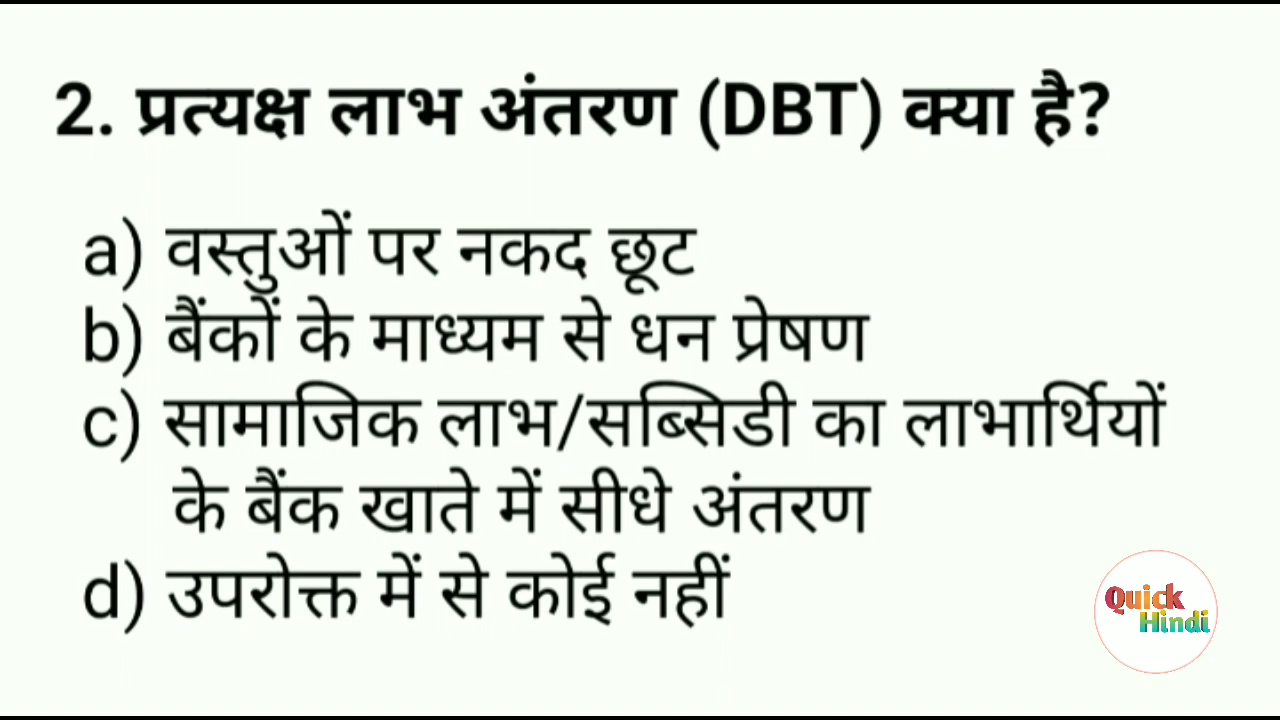 2. प्रत्यक्ष लाभ अंतरण (DBT) क्या है?
a) वस्तुओं पर नकद छूट
b) बैंकों के माध्यम से धन प्रेषण
c) सामाजिक लाभ/सब्सिडी का लाभार्थियों
के बैंक खाते में सीधे अंतरण
d) उपरोक्त में से कोई नहीं
Quick
Hindi